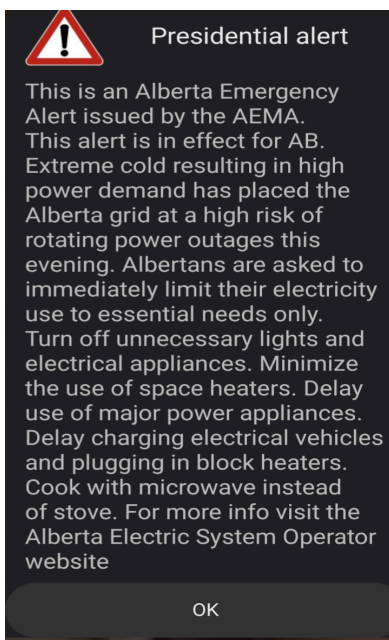 Presidential alert
This is an Alberta Emergency
Alert issued by the AEMA.
This alert is in effect for AB.
Extreme cold resulting in high
power demand has placed the
Alberta grid at a high risk of
rotating power outages this
evening. Albertans are asked to
immediately limit their electricity
use to essential needs only.
Turn off unnecessary lights and
electrical appliances. Minimize
the use of space heaters. Delay
use of major power appliances.
Delay charging electrical vehicles
and plugging in block heaters.
Cook with microwave instead
of stove. For more info visit the
Alberta Electric System Operator
website
OK